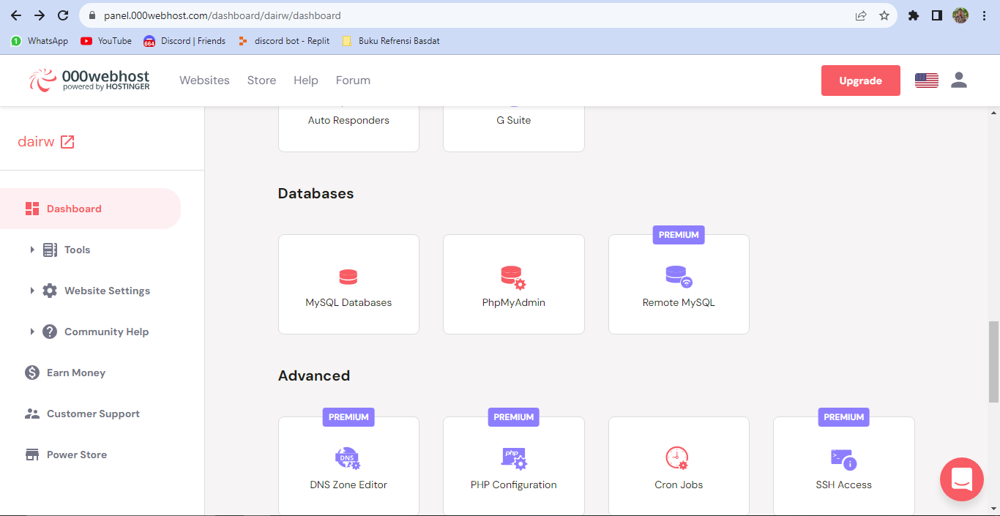 panel.000webhost.com/dashboard/dairw/dashboard
1 WhatsApp YouTube 664 Discord | Friends discord bot - Replit Buku Refrensi Basdat
000webhost
powered by HOSTINGER
Websites Store Help Forum Upgrade
dairw
Dashboard
Tools
Website Settings
Community Help
Earn Money
Customer Support
Power Store
Auto Responders G Suite
Databases
PREMIUM
MySQL Databases PhpMyAdmin Remote MySQL
Advanced
PREMIUM PREMIUM PREMIUM
DNS php
DNS Zone Editor PHP Configuration Cron Jobs SSH Access